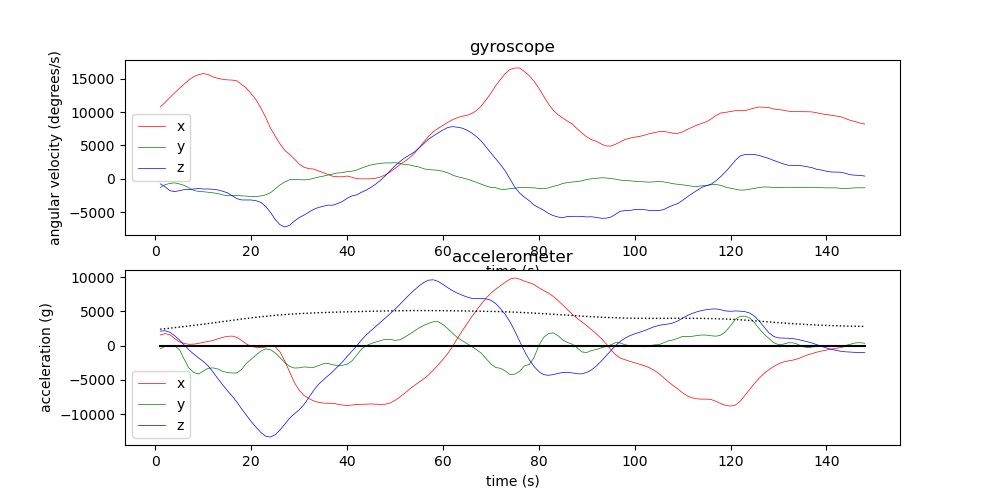 gyroscope
angular velocity (degrees/s)
15000
10000
5000
0
−5000
x
y
z
0 20 40 60 80 100 120 140
time (s)
accelerometer
acceleration (g)
10000
5000
0
−5000
−10000
x
y
z
0 20 40 60 80 100 120 140
time (s)